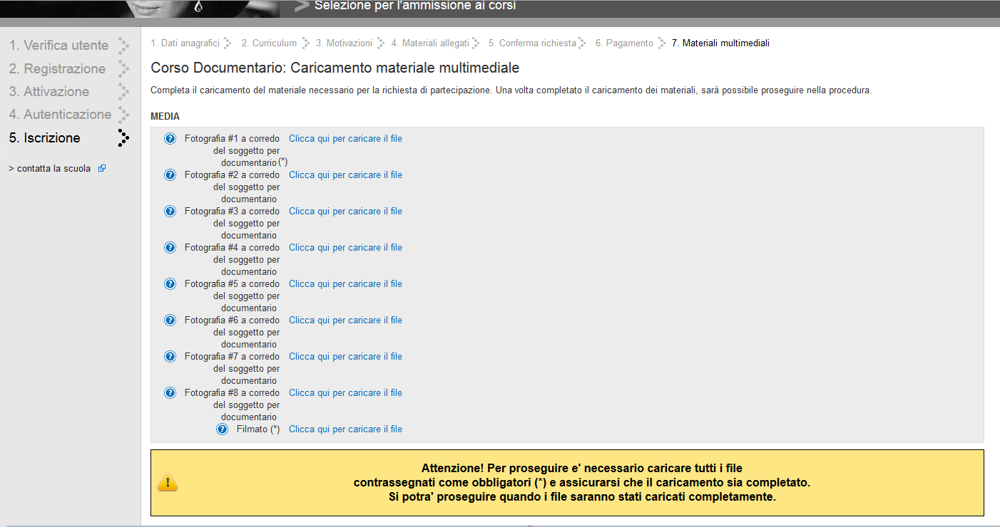 Selezione per l'ammissione ai corsi
1. Verifica utente
2. Registrazione
3. Attivazione
4. Autenticazione
5. Iscrizione
> contatta la scuola
1. Dati anagrafici 2. Curriculum 3. Motivazioni 4. Materiali allegati 5. Conferma richiesta 6. Pagamento 7. Materiali multimediali
Corso Documentario: Caricamento materiale multimediale
Completa il caricamento del materiale necessario per la richiesta di partecipazione. Una volta completato il caricamento dei materiali, sarà possibile proseguire nella procedura.
MEDIA
Fotografia #1 a corredo Clicca qui per caricare il file
del soggetto per
documentario (*)
Fotografia #2 a corredo Clicca qui per caricare il file
del soggetto per
documentario
Fotografia #3 a corredo Clicca qui per caricare il file
del soggetto per
documentario
Fotografia #4 a corredo Clicca qui per caricare il file
del soggetto per
documentario
Fotografia #5 a corredo Clicca qui per caricare il file
del soggetto per
documentario
Fotografia #6 a corredo Clicca qui per caricare il file
del soggetto per
documentario
Fotografia #7 a corredo Clicca qui per caricare il file
del soggetto per
documentario
Fotografia #8 a corredo Clicca qui per caricare il file
del soggetto per
documentario
Filmato (*) Clicca qui per caricare il file
Attenzione! Per proseguire e' necessario caricare tutti i file
contrassegnati come obbligatori (*) e assicurarsi che il caricamento sia completato.
Si potra' proseguire quando i file saranno stati caricati completamente.